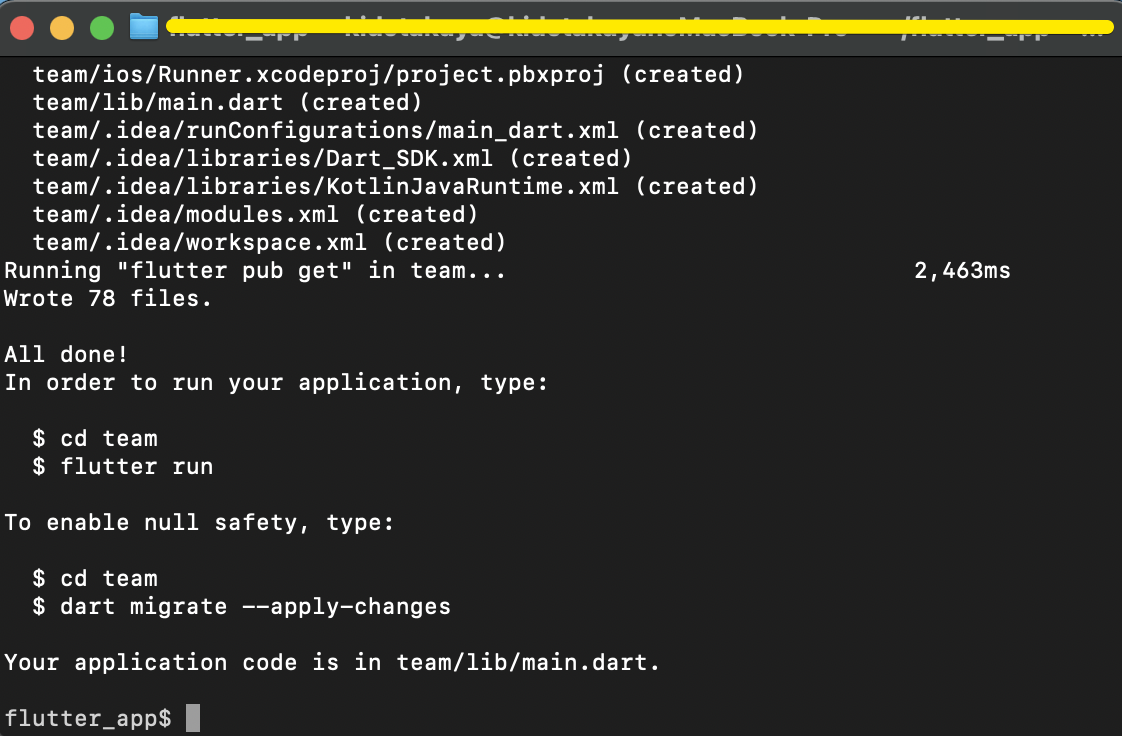 team/ios/Runner.xcodeproj/project.pbxproj (created)
team/lib/main.dart (created)
team/.idea/runConfigurations/main_dart.xml (created)
team/.idea/libraries/Dart_SDK.xml (created)
team/.idea/libraries/KotlinJavaRuntime.xml (created)
team/.idea/modules.xml (created)
team/.idea/workspace.xml (created)
Running "flutter pub get" in team... 2,463ms
Wrote 78 files.
All done!
In order to run your application, type:
$ cd team
$ flutter run
To enable null safety, type:
$ cd team
$ dart migrate --apply-changes
Your application code is in team/lib/main.dart.
flutter_app$